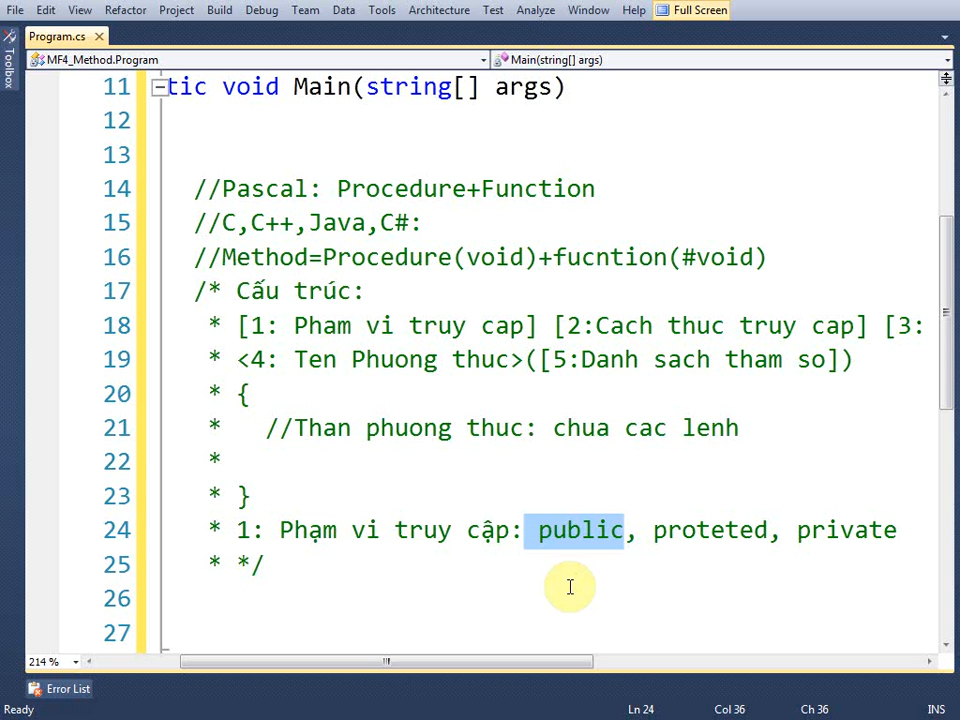 File Edit View Refactor Project Build Debug Team Data Tools Architecture Test Analyze Window Help Full Screen
Program.cs
Toolbox
MF4_Method.Program Main(string[] args)
11 tic void Main(string[] args)
12
13
14 //Pascal: Procedure+Function
15 //C,C++,Java,C#:
16 //Method=Procedure(void)+fucntion(#void)
17 /* Cấu trúc:
18 * [1: Pham vi truy cap] [2:Cach thuc truy cap] [3:
19 * <4: Ten Phuong thuc>([5:Danh sach tham so])
20 * {
21 * //Than phuong thuc: chua cac lenh
22 *
23 * }
24 * 1: Phạm vi truy cập: public, proteted, private
25 * */
26
27
214 %
Error List
Ready Ln 24 Col 36 Ch 36 INS